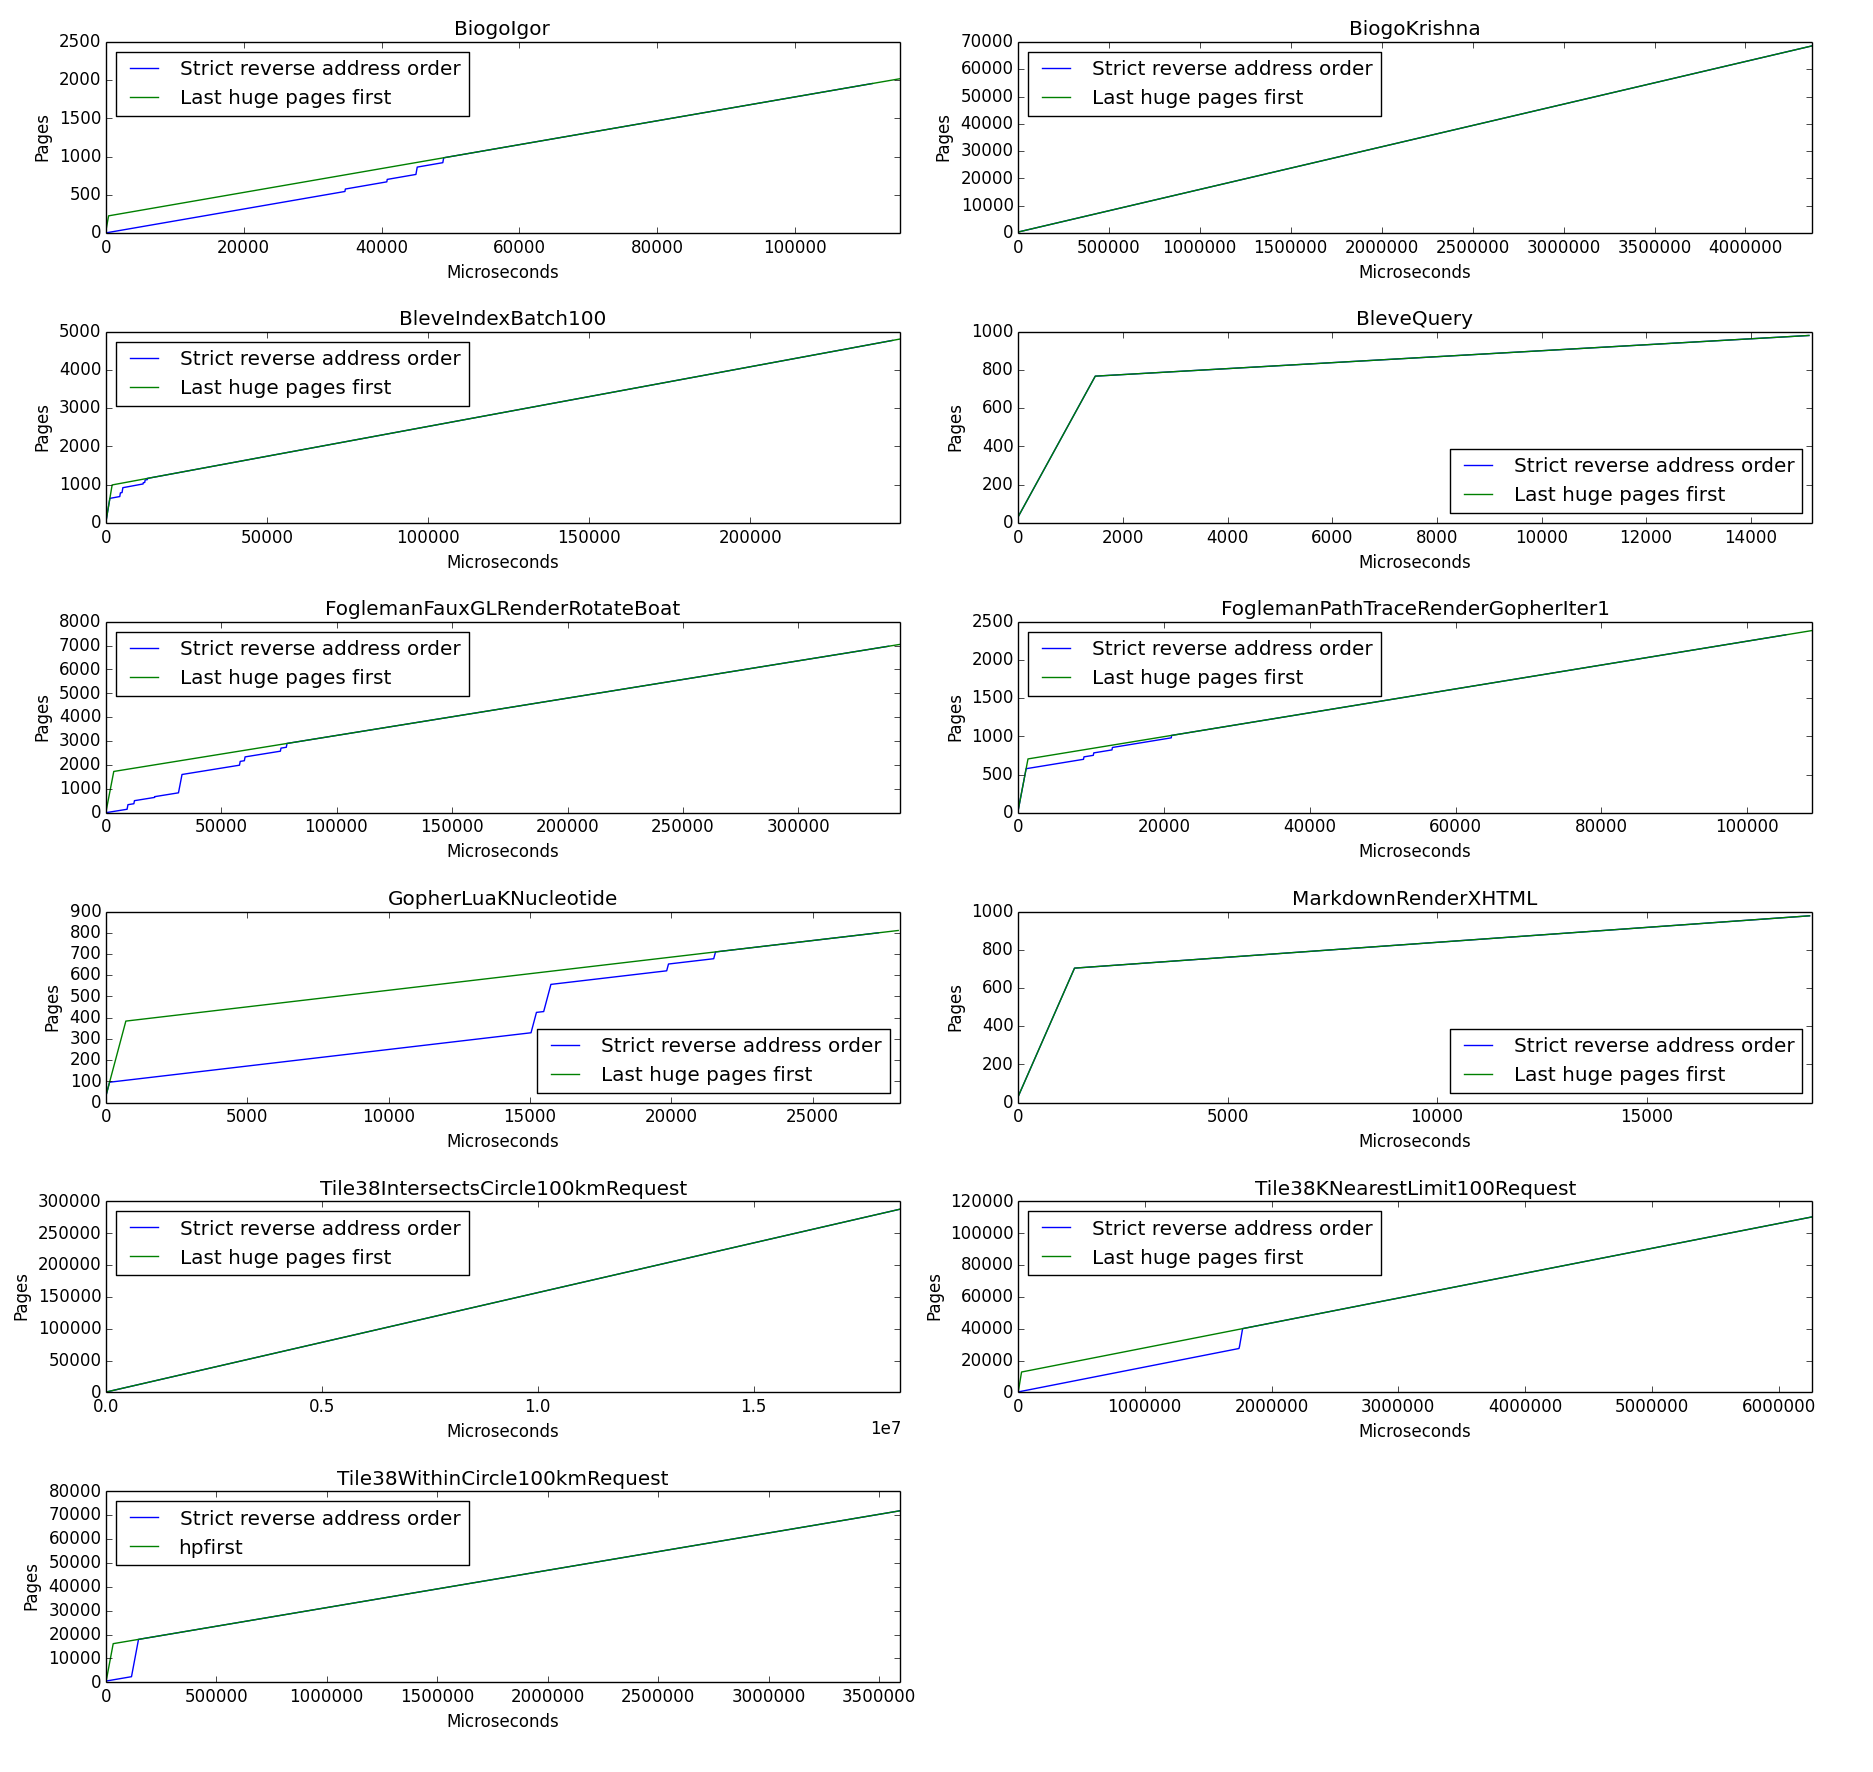 BiogoIgor
2500
2000
1500
1000
500
0
Pages
Strict reverse address order
Last huge pages first
0 20000 40000 60000 80000 100000
Microseconds
BiogoKrishna
70000
60000
50000
40000
30000
20000
10000
0
Pages
Strict reverse address order
Last huge pages first
0 500000 1000000 1500000 2000000 2500000 3000000 3500000 4000000
Microseconds
BleveIndexBatch100
5000
4000
3000
2000
1000
0
Pages
Strict reverse address order
Last huge pages first
0 50000 100000 150000 200000
Microseconds
BleveQuery
1000
800
600
400
200
0
Pages
Strict reverse address order
Last huge pages first
0 2000 4000 6000 8000 10000 12000 14000
Microseconds
FoglemanFauxGLRenderRotateBoat
8000
7000
6000
5000
4000
3000
2000
1000
0
Pages
Strict reverse address order
Last huge pages first
0 50000 100000 150000 200000 250000 300000
Microseconds
FoglemanPathTraceRenderGopherIter1
2500
2000
1500
1000
500
0
Pages
Strict reverse address order
Last huge pages first
0 20000 40000 60000 80000 100000
Microseconds
GopherLuaKNucleotide
900
800
700
600
500
400
300
200
100
0
Pages
Strict reverse address order
Last huge pages first
0 5000 10000 15000 20000 25000
Microseconds
MarkdownRenderXHTML
1000
800
600
400
200
0
Pages
Strict reverse address order
Last huge pages first
0 5000 10000 15000
Microseconds
Tile38IntersectsCircle100kmRequest
300000
250000
200000
150000
100000
50000
0
Pages
Strict reverse address order
Last huge pages first
0.0 0.5 1.0 1.5
1e7
Microseconds
Tile38KNearestLimit100Request
120000
100000
80000
60000
40000
20000
0
Pages
Strict reverse address order
Last huge pages first
0 1000000 2000000 3000000 4000000 5000000 6000000
Microseconds
Tile38WithinCircle100kmRequest
80000
70000
60000
50000
40000
30000
20000
10000
0
Pages
Strict reverse address order
hpfirst
0 500000 1000000 1500000 2000000 2500000 3000000 3500000
Microseconds